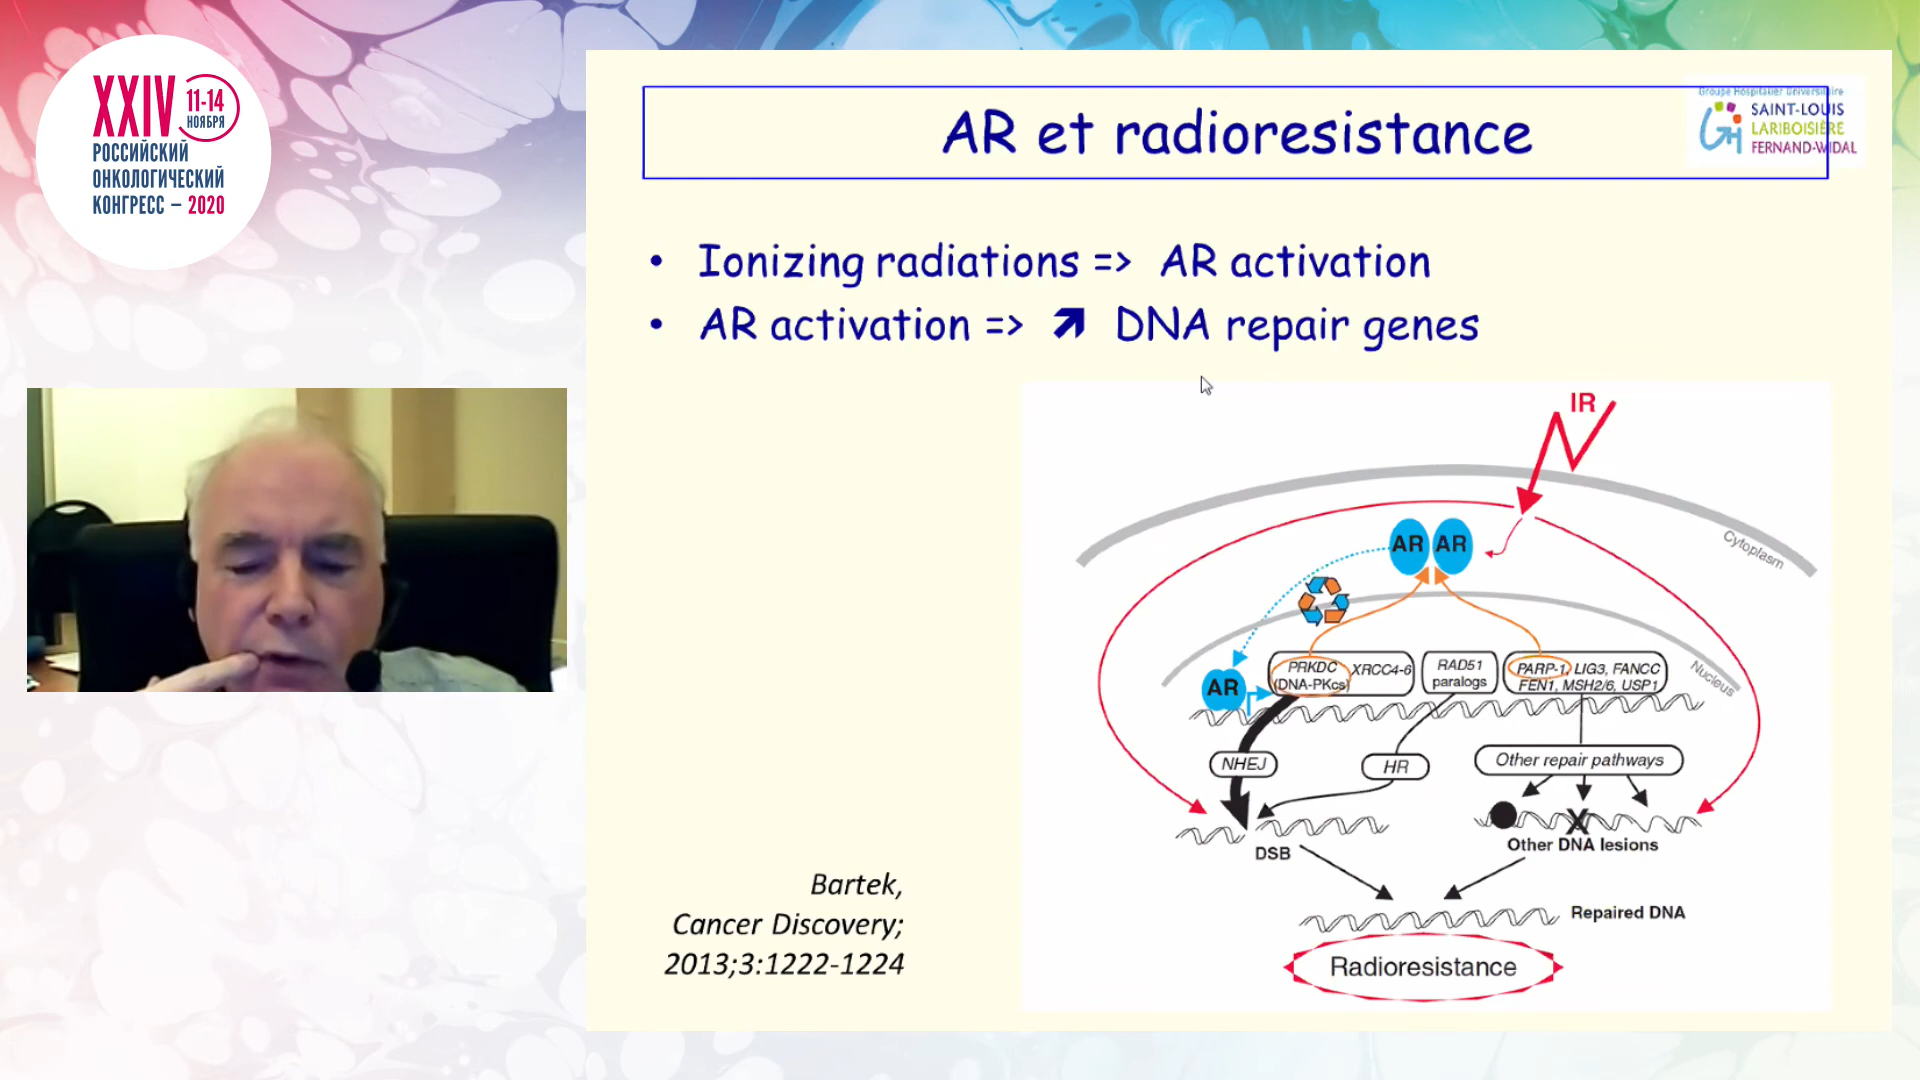 XXIV
11-14
НОЯБРЯ
РОССИЙСКИЙ
ОНКОЛОГИЧЕСКИЙ
КОНГРЕСС – 2020
AR et radioresistance
Groupe Hospitalier Universitaire
SAINT-LOUIS
LARIBOISIÈRE
FERNAND-WIDAL
• Ionizing radiations => AR activation
• AR activation => ↗ DNA repair genes
IR
Cytoplasm
AR AR
Nucleus
AR
PRKDC
(DNA-PKcs)
XRCC4-6
RAD51
paralogs
PARP-1, LIG3, FANCC
FEN1, MSH2/6, USP1
NHEJ
HR
Other repair pathways
X
DSB
Other DNA lesions
Repaired DNA
Radioresistance
Bartek,
Cancer Discovery;
2013;3:1222-1224